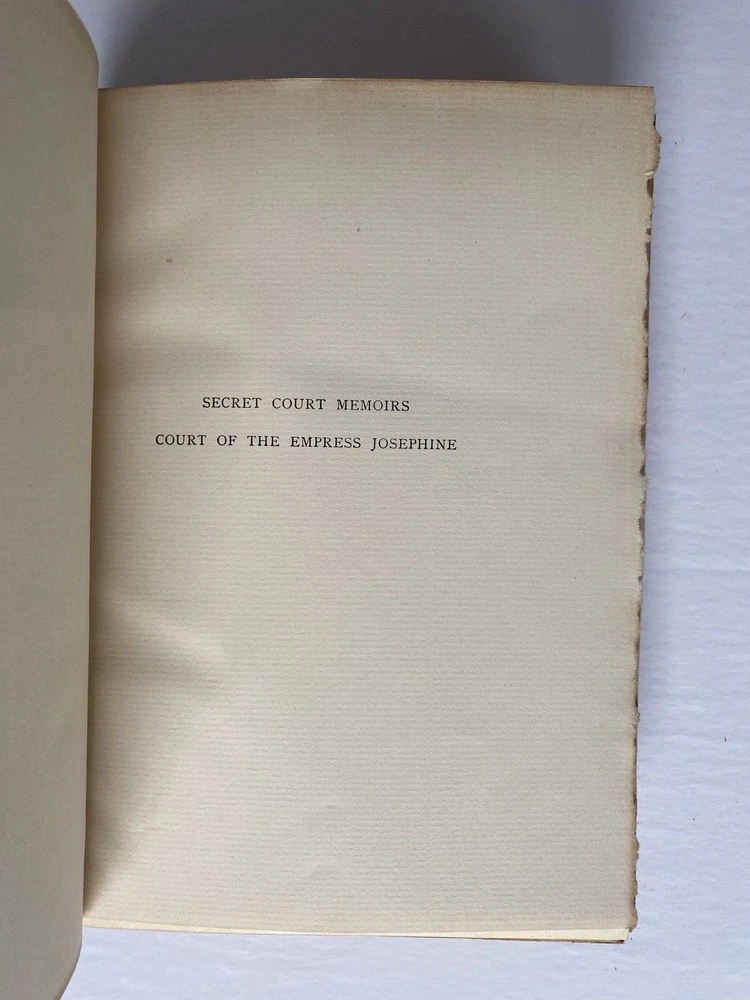 SECRET COURT MEMOIRS
COURT OF THE EMPRESS JOSEPHINE